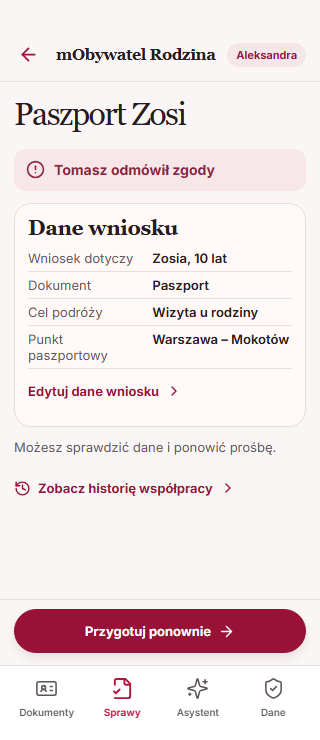 mObywatel Rodzina
Aleksandra
Paszport Zosi
Tomasz odmówił zgody
Dane wniosku
Wniosek dotyczy Zosia, 10 lat
Dokument Paszport
Cel podróży Wizyta u rodziny
Punkt paszportowy Warszawa – Mokotów
Edytuj dane wniosku
Możesz sprawdzić dane i ponowić prośbę.
Zobacz historię współpracy
Przygotuj ponownie
Dokumenty Sprawy Asystent Dane